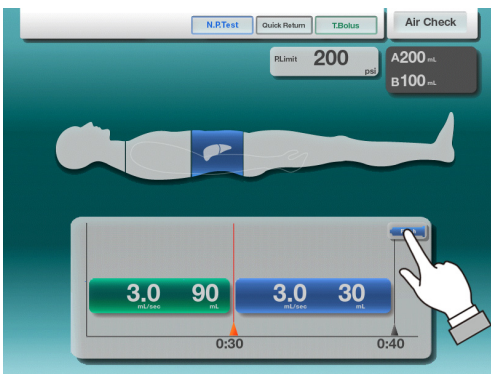 N.P.Test Quick Return T.Bolus Air Check
P.Limit 200 psi
A200 mL
B100 mL
3.0 mL/sec 90 mL 3.0 mL/sec 30 mL
0:30 0:40